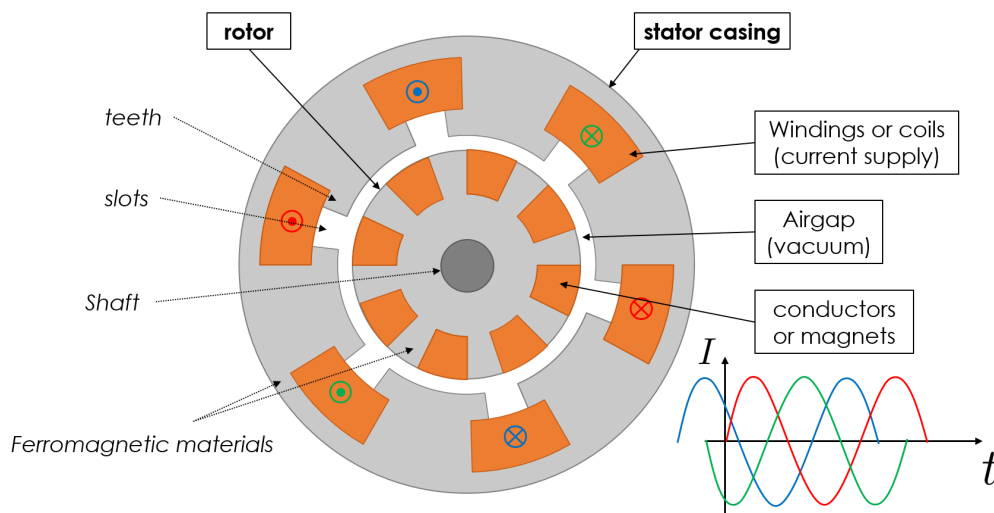 rotor
stator casing
teeth
Windings or coils
(current supply)
slots
Airgap
(vacuum)
Shaft
conductors
or magnets
I
Ferromagnetic materials
t